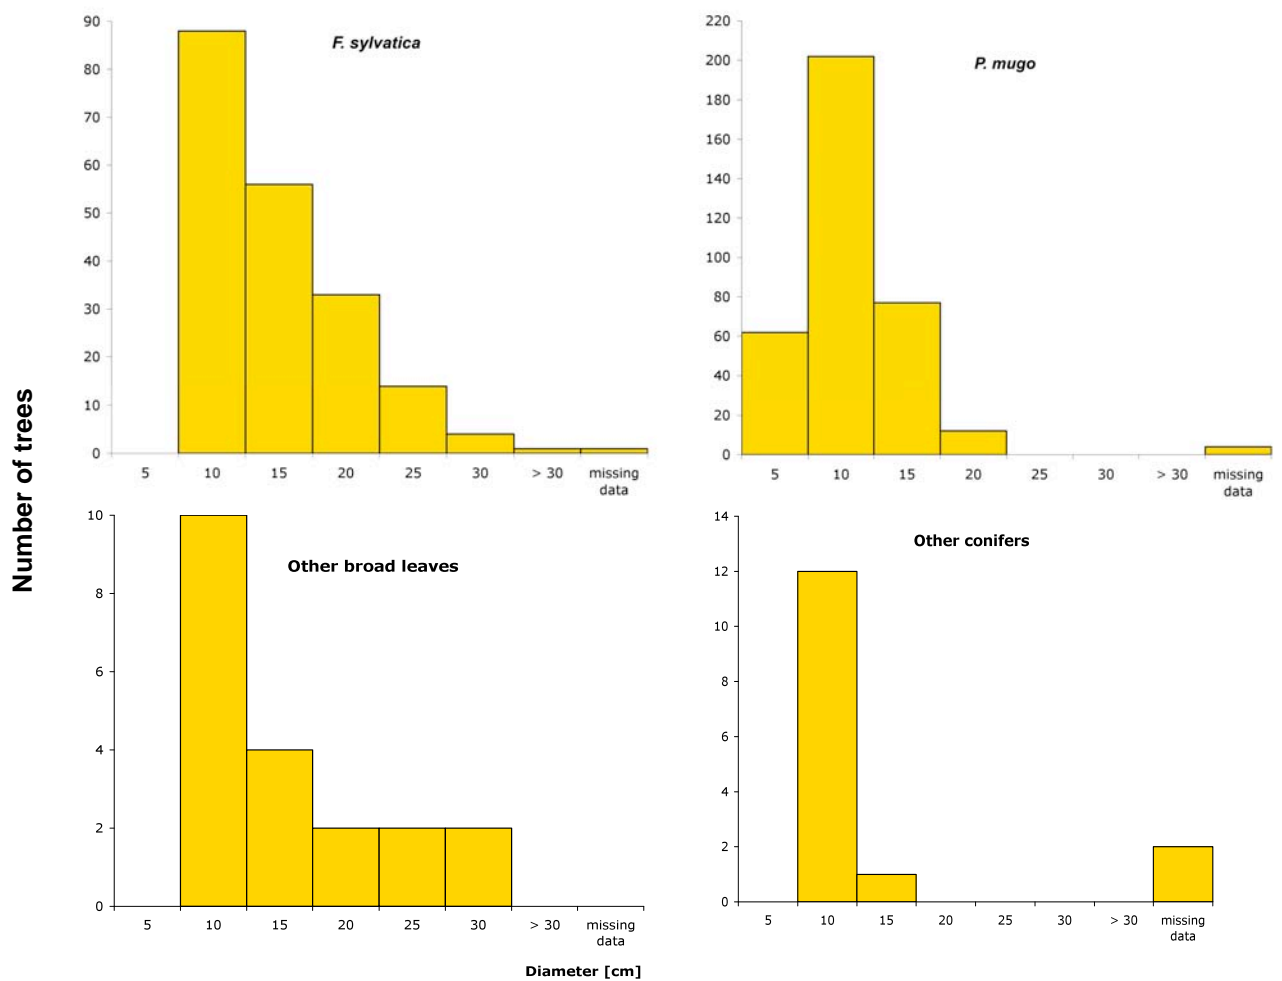 Number of trees
F. sylvatica
90
80
70
60
50
40
30
20
10
0
5 10 15 20 25 30 > 30 missing
data
P. mugo
220
200
180
160
140
120
100
80
60
40
20
0
5 10 15 20 25 30 > 30 missing
data
Other broad leaves
10
8
6
4
2
0
5 10 15 20 25 30 > 30 missing
data
Other conifers
14
12
10
8
6
4
2
0
5 10 15 20 25 30 > 30 missing
data
Diameter [cm]